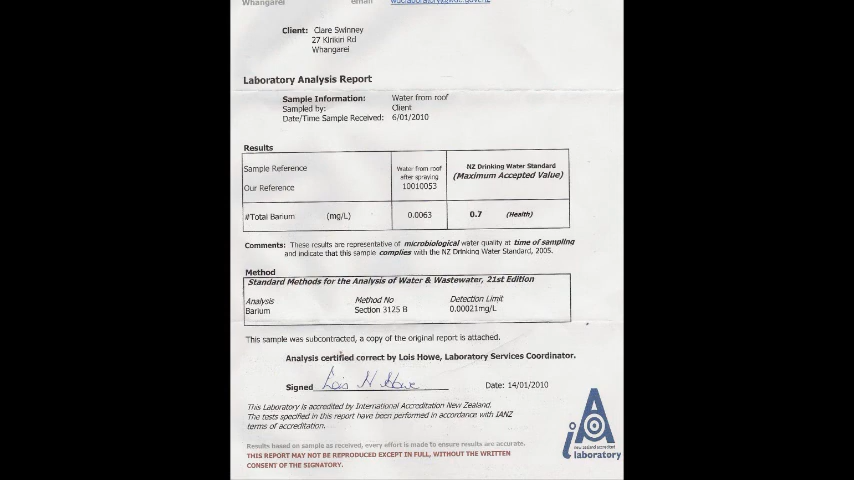 Whangarei email
Client: Clare Swinney
27 Kirikiri Rd
Whangarei
Laboratory Analysis Report
Sample Information: Water from roof
Sampled by: Client
Date/Time Sample Received: 6/01/2010
Results
Sample Reference Water from roof after spraying NZ Drinking Water Standard (Maximum Accepted Value)
Our Reference 10010053
#Total Barium (mg/L) 0.0063 0.7 (Health)
Comments: These results are representative of microbiological water quality at time of sampling
and indicate that this sample complies with the NZ Drinking Water Standard, 2005.
Method
Standard Methods for the Analysis of Water & Wastewater, 21st Edition
Analysis Method No Detection Limit
Barium Section 3125 B 0.00021mg/L
This sample was subcontracted, a copy of the original report is attached.
Analysis certified correct by Lois Howe, Laboratory Services Coordinator.
Signed Lois N Howe Date: 14/01/2010
This Laboratory is accredited by International Accreditation New Zealand.
The tests specified in this report have been performed in accordance with IANZ
terms of accreditation.
Results based on sample as received, every effort is made to ensure results are accurate.
THIS REPORT MAY NOT BE REPRODUCED EXCEPT IN FULL, WITHOUT THE WRITTEN
CONSENT OF THE SIGNATORY.
new zealand accredited
laboratory